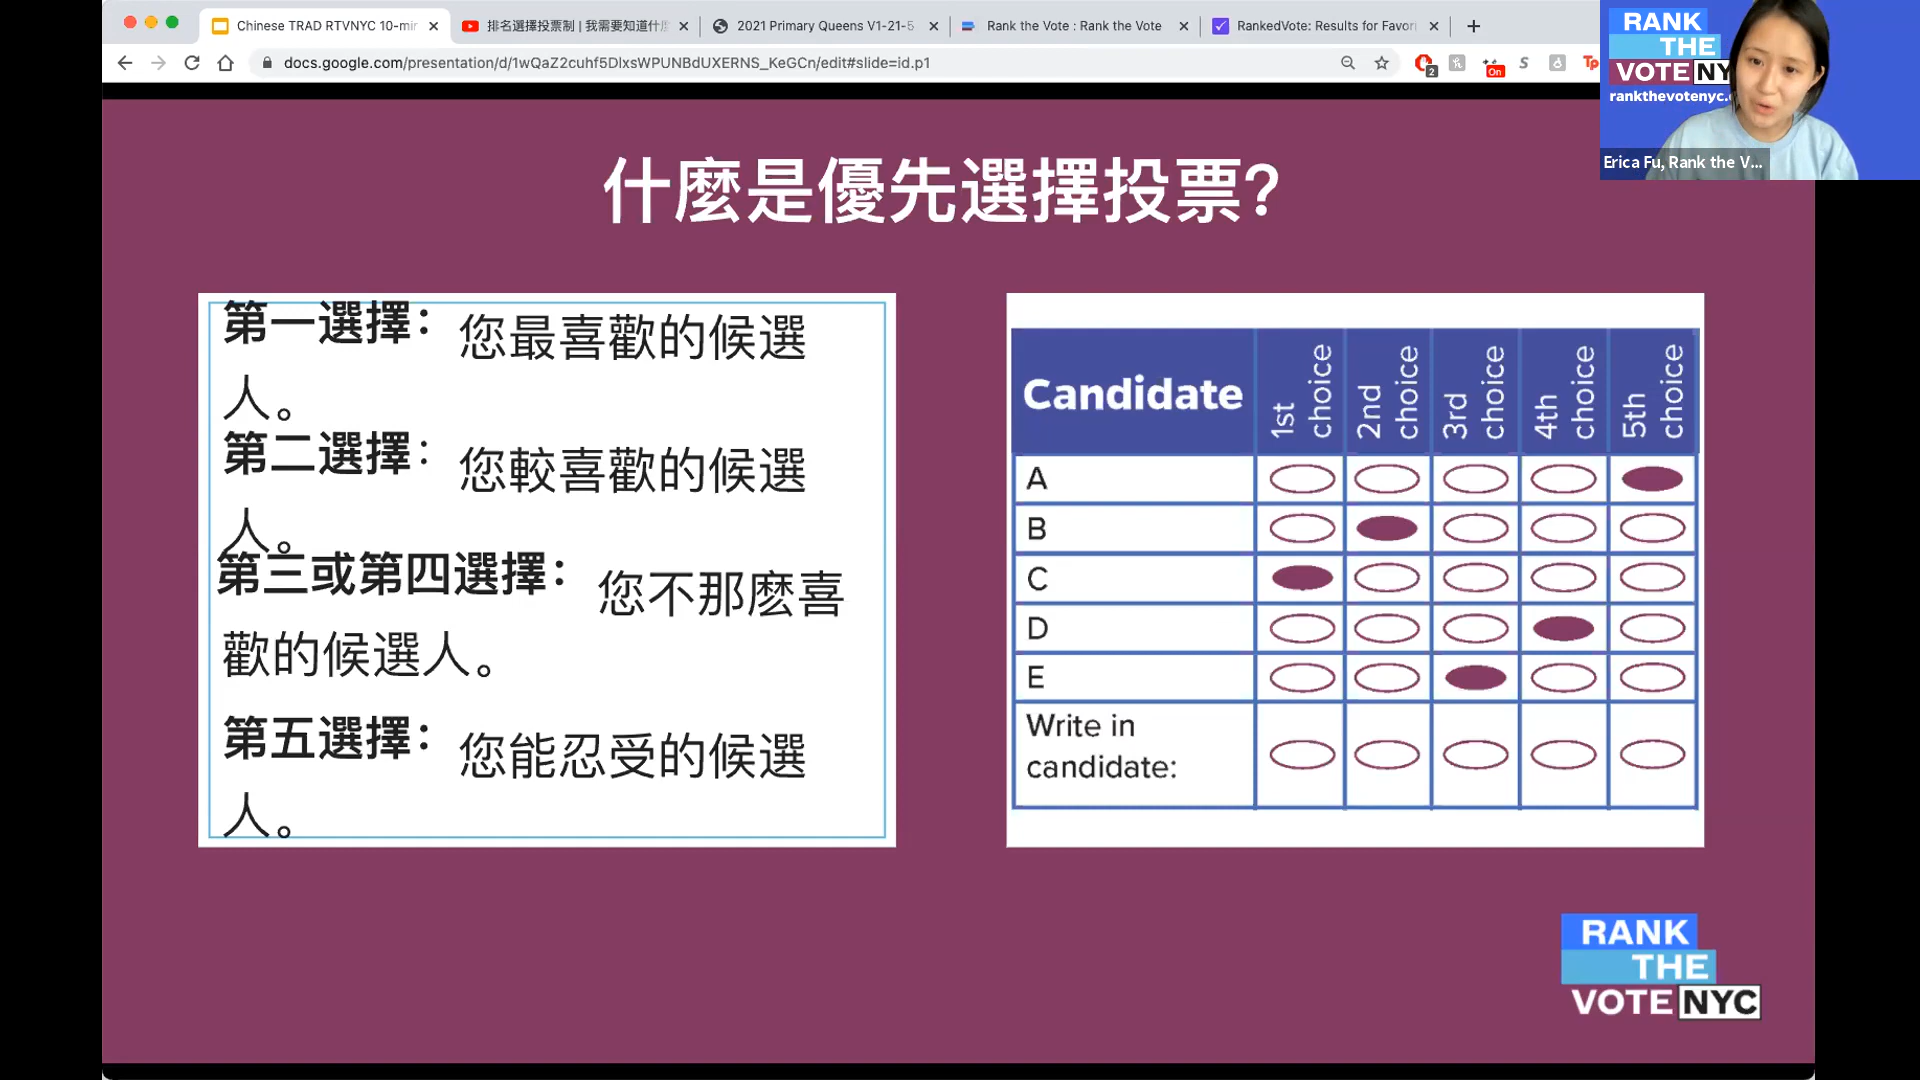 Chinese TRAD RTVNYC 10-mir
排名選擇投票制 | 我需要知道什
2021 Primary Queens V1-21-5
Rank the Vote : Rank the Vote
RankedVote: Results for Favori
docs.google.com/presentation/d/1wQaZ2cuhf5DlxsWPUNBdUXERNS_KeGCn/edit#slide=id.p1
2
On
S
Tp
RANK
THE
VOTE NY
rankthevotenyc.
Erica Fu, Rank the V...
什麼是優先選擇投票?
第一選擇：您最喜歡的候選
人。
第二選擇：您較喜歡的候選
人。
第三或第四選擇：您不那麽喜
歡的候選人。
第五選擇：您能忍受的候選
人。
Candidate 1st choice 2nd choice 3rd choice 4th choice 5th choice
A
B
C
D
E
Write in
candidate:
RANK
THE
VOTE NYC